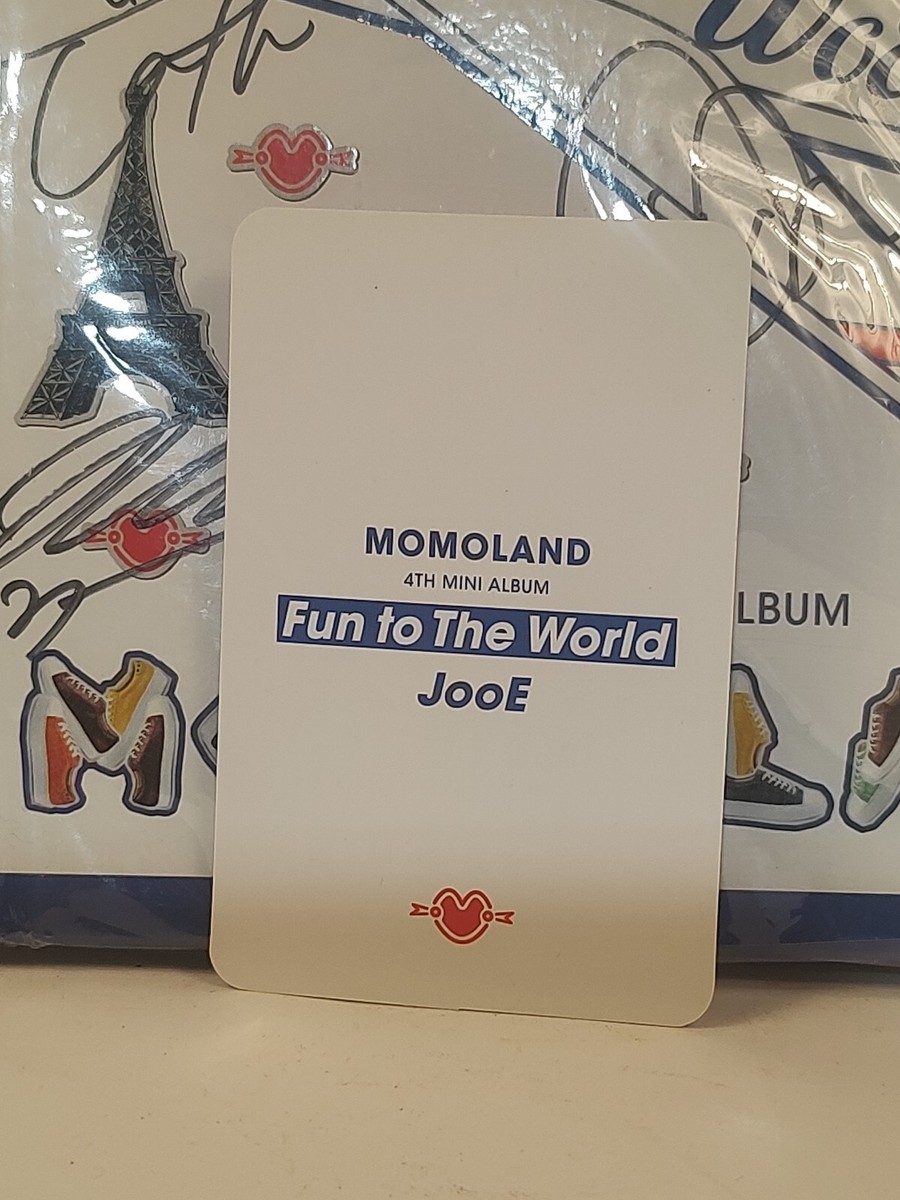 MOMOLAND
4TH MINI ALBUM
Fun to The World
JooE
LBUM